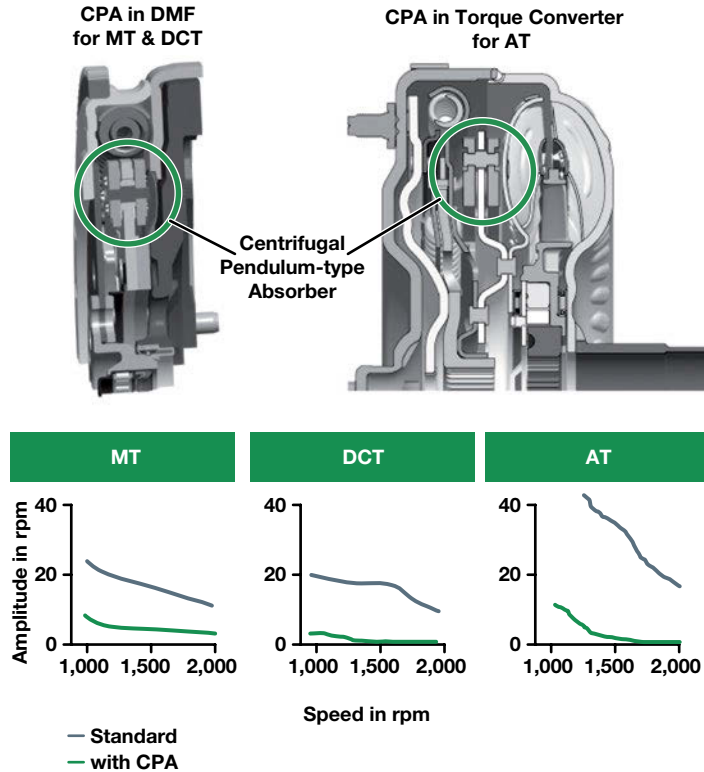 CPA in DMF
for MT & DCT
CPA in Torque Converter
for AT
Centrifugal
Pendulum-type
Absorber
MT
DCT
AT
Amplitude in rpm
40
20
0
1,000
1,500
2,000
40
20
0
1,000
1,500
2,000
40
20
0
1,000
1,500
2,000
Speed in rpm
Standard
with CPA